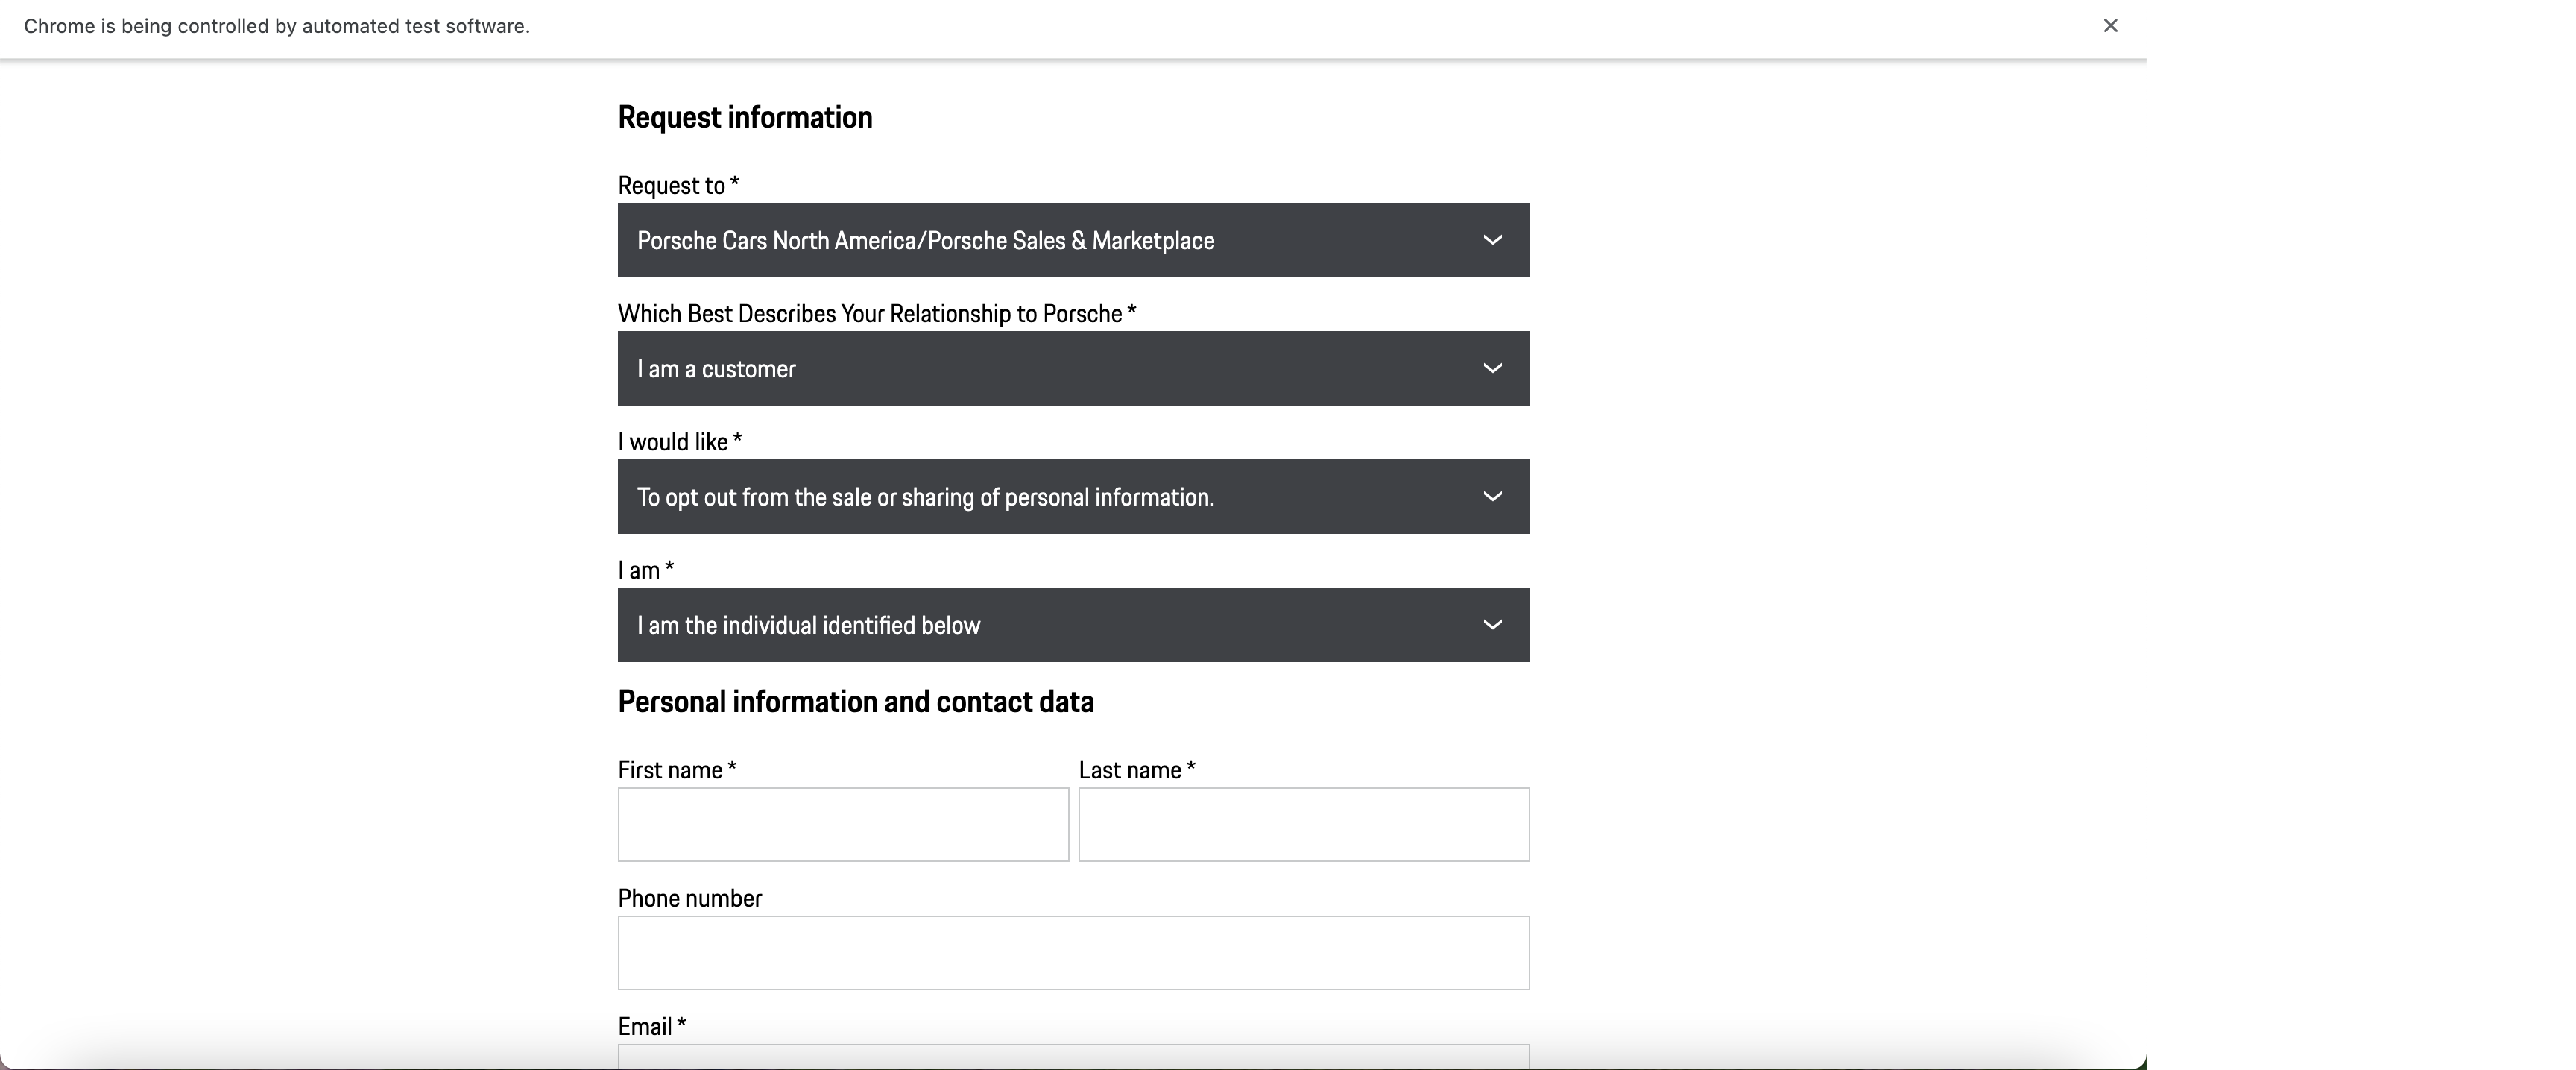 Chrome is being controlled by automated test software.
Request information
Request to *
Porsche Cars North America/Porsche Sales & Marketplace
Which Best Describes Your Relationship to Porsche *
I am a customer
I would like *
To opt out from the sale or sharing of personal information.
I am *
I am the individual identified below
Personal information and contact data
First name * Last name *
Phone number
Email *